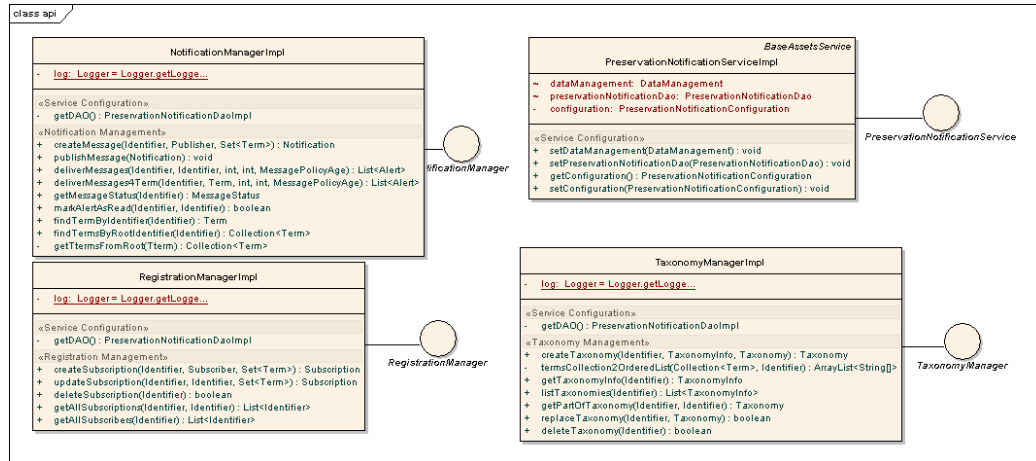 class api
NotificationManagerImpl
- log: Logger = Logger.getLogge...
«Service Configuration»
- getDAO() : PreservationNotificationDaoImpl
«Notification Management»
+ createMessage(Identifier, Publisher, Set<Term>) : Notification
+ publishMessage(Notification) : void
+ deliverMessages(Identifier, Identifier, int, int, MessagePolicyAge) : List<Alert>
+ deliverMessages4Term(Identifier, Term, int, int, MessagePolicyAge) : List<Alert>
+ getMessageStatus(Identifier) : MessageStatus
+ markAlertAsRead(Identifier, Identifier) : boolean
+ findTermByIdentifier(Identifier) : Term
+ findTermsByRootIdentifier(Identifier) : Collection<Term>
- getTtermsFromRoot(Tterm) : Collection<Term>
tificationManager
BaseAssetsService
PreservationNotificationServiceImpl
~ dataManagement: DataManagement
~ preservationNotificationDao: PreservationNotificationDao
- configuration: PreservationNotificationConfiguration
«Service Configuration»
+ setDataManagement(DataManagement) : void
+ setPreservationNotificationDao(PreservationNotificationDao) : void
+ getConfiguration() : PreservationNotificationConfiguration
+ setConfiguration(PreservationNotificationConfiguration) : void
PreservationNotificationService
RegistrationManagerImpl
- log: Logger = Logger.getLogge...
«Service Configuration»
- getDAO() : PreservationNotificationDaoImpl
«Registration Management»
+ createSubscription(Identifier, Subscriber, Set<Term>) : Subscription
+ updateSubscription(Identifier, Identifier, Set<Term>) : Subscription
+ deleteSubscription(Identifier) : boolean
+ getAllSubscriptions(Identifier, Identifier) : List<Identifier>
+ getAllSubscribers(Identifier) : List<Identifier>
RegistrationManager
TaxonomyManagerImpl
- log: Logger = Logger.getLogge...
«Service Configuration»
- getDAO() : PreservationNotificationDaoImpl
«Taxonomy Management»
+ createTaxonomy(Identifier, TaxonomyInfo, Taxonomy) : Taxonomy
- termsCollection2OrderedList(Collection<Term>, Identifier) : ArrayList<String[]>
+ getTaxonomyInfo(Identifier) : TaxonomyInfo
+ listTaxonomies(Identifier) : List<TaxonomyInfo>
+ getPartOfTaxonomy(Identifier, Identifier) : Taxonomy
+ replaceTaxonomy(Identifier, Taxonomy) : boolean
+ deleteTaxonomy(Identifier) : boolean
TaxonomyManager